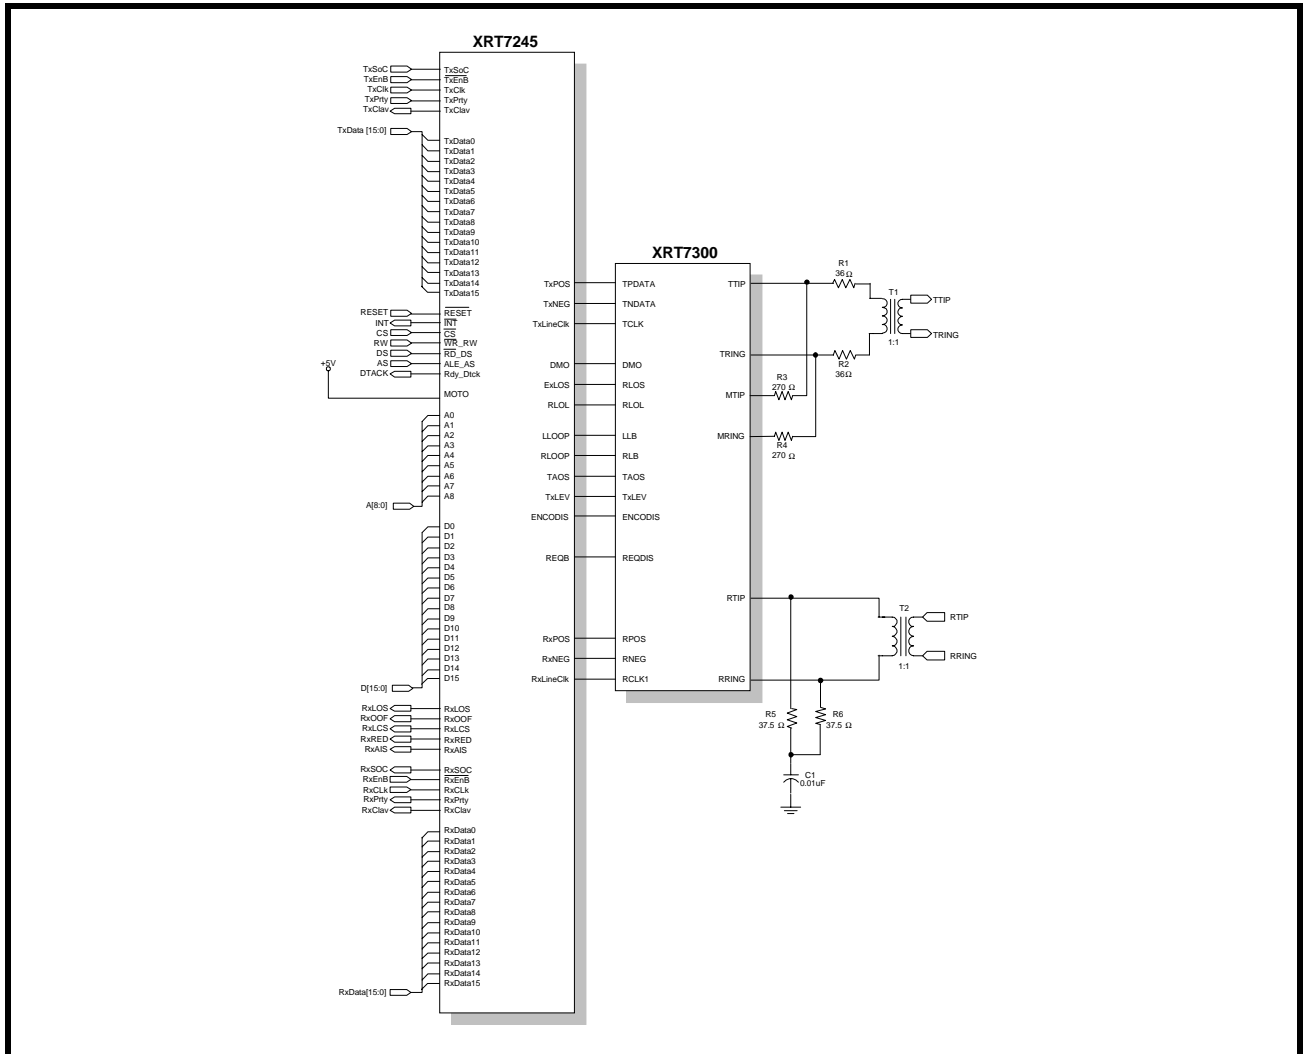 XRT7245
TxSoC TxSoC
TxEnB TxEnB
TxClk TxClk
TxPrty TxPrty
TxClav TxClav
TxData [15:0]
TxData0
TxData1
TxData2
TxData3
TxData4
TxData5
TxData6
TxData7
TxData8
TxData9
TxData10
TxData11
TxData12
TxData13
TxData14
TxData15
RESET RESET
INT INT
CS CS
RW WR_RW
DS RD_DS
AS ALE_AS
DTACK Rdy_Dtck
+5V
MOTO
A0
A1
A2
A3
A4
A5
A6
A7
A8
A[8:0]
D0
D1
D2
D3
D4
D5
D6
D7
D8
D9
D10
D11
D12
D13
D14
D15
D[15:0]
RxLOS RxLOS
RxOOF RxOOF
RxLCS RxLCS
RxRED RxRED
RxAIS RxAIS
RxSOC RxSOC
RxEnB RxEnB
RxCLk RxCLk
RxPrty RxPrty
RxClav RxClav
RxData0
RxData1
RxData2
RxData3
RxData4
RxData5
RxData6
RxData7
RxData8
RxData9
RxData10
RxData11
RxData12
RxData13
RxData14
RxData15
RxData[15:0]
TxPOS
TxNEG
TxLineClk
DMO
ExLOS
RLOL
LLOOP
RLOOP
TAOS
TxLEV
ENCODIS
REQB
RxPOS
RxNEG
RxLineClk
XRT7300
TPDATA
TNDATA
TCLK
DMO
RLOS
RLOL
LLB
RLB
TAOS
TxLEV
ENCODIS
REQDIS
RPOS
RNEG
RCLK1
TTIP
TRING
MTIP
MRING
RTIP
RRING
R1
36Ω
T1
TTIP
TRING
1:1
R2
36Ω
R3
270 Ω
R4
270 Ω
T2
RTIP
RRING
1:1
R5
37.5 Ω
R6
37.5 Ω
C1
0.01uF